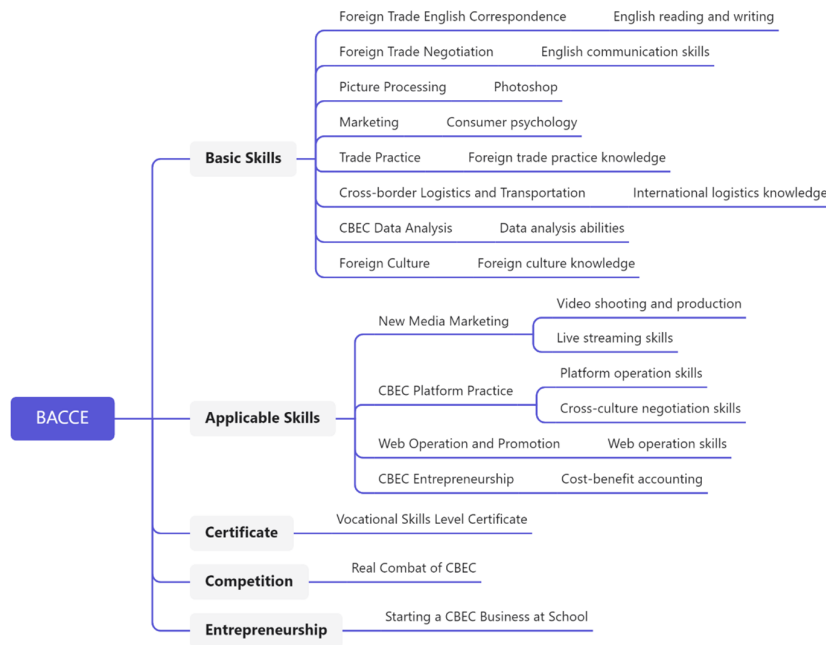 Foreign Trade English Correspondence English reading and writing
Foreign Trade Negotiation English communication skills
Picture Processing Photoshop
Marketing Consumer psychology
Basic Skills
Trade Practice Foreign trade practice knowledge
Cross-border Logistics and Transportation International logistics knowledge
CBEC Data Analysis Data analysis abilities
Foreign Culture Foreign culture knowledge
BACCE
Applicable Skills
New Media Marketing
Video shooting and production
Live streaming skills
CBEC Platform Practice
Platform operation skills
Cross-culture negotiation skills
Web Operation and Promotion Web operation skills
CBEC Entrepreneurship Cost-benefit accounting
Certificate
Vocational Skills Level Certificate
Competition
Real Combat of CBEC
Entrepreneurship
Starting a CBEC Business at School